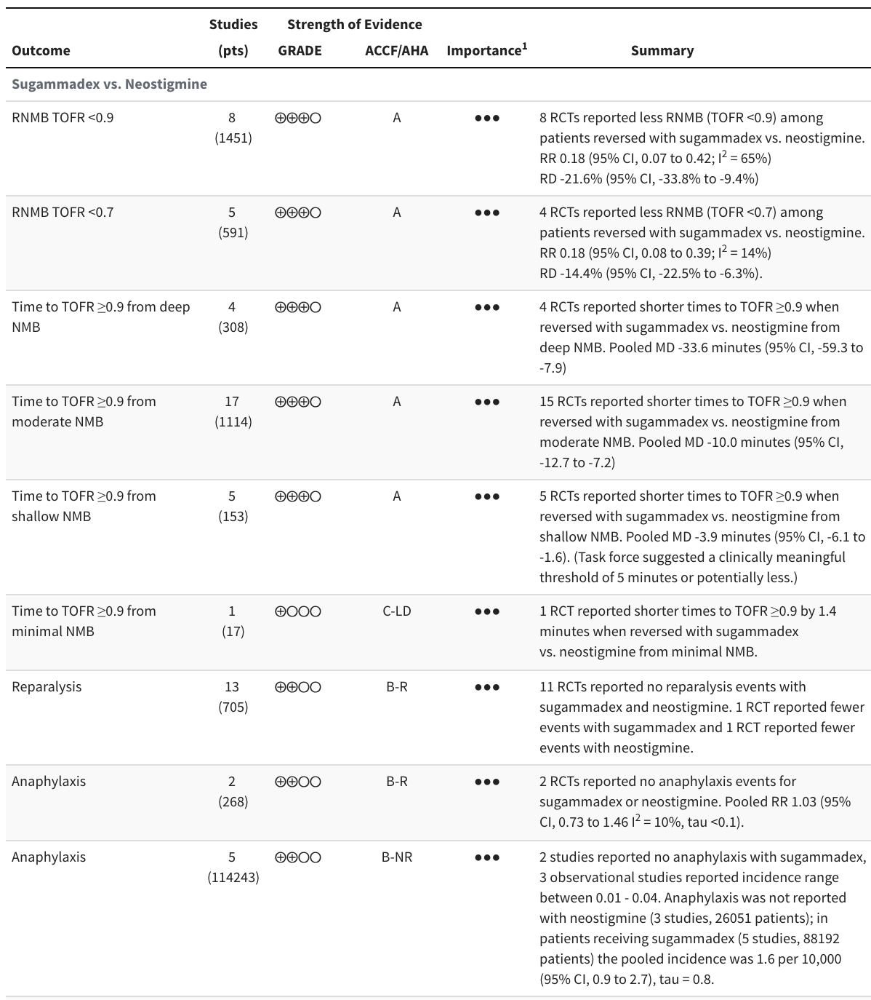 Studies Strength of Evidence
Outcome (pts) GRADE ACCF/AHA Importance¹ Summary
Sugammadex vs. Neostigmine
RNMB TOFR <0.9 8 ⊕⊕⊕◯ A ●●● 8 RCTs reported less RNMB (TOFR <0.9) among
(1451) patients reversed with sugammadex vs. neostigmine.
RR 0.18 (95% CI, 0.07 to 0.42; I² = 65%)
RD -21.6% (95% CI, -33.8% to -9.4%)
RNMB TOFR <0.7 5 ⊕⊕⊕◯ A ●●● 4 RCTs reported less RNMB (TOFR <0.7) among
(591) patients reversed with sugammadex vs. neostigmine.
RR 0.18 (95% CI, 0.08 to 0.39; I² = 14%)
RD -14.4% (95% CI, -22.5% to -6.3%).
Time to TOFR ≥0.9 from deep 4 ⊕⊕⊕◯ A ●●● 4 RCTs reported shorter times to TOFR ≥0.9 when
NMB (308) reversed with sugammadex vs. neostigmine from
deep NMB. Pooled MD -33.6 minutes (95% CI, -59.3 to
-7.9)
Time to TOFR ≥0.9 from 17 ⊕⊕⊕◯ A ●●● 15 RCTs reported shorter times to TOFR ≥0.9 when
moderate NMB (1114) reversed with sugammadex vs. neostigmine from
moderate NMB. Pooled MD -10.0 minutes (95% CI,
-12.7 to -7.2)
Time to TOFR ≥0.9 from 5 ⊕⊕⊕◯ A ●●● 5 RCTs reported shorter times to TOFR ≥0.9 when
shallow NMB (153) reversed with sugammadex vs. neostigmine from
shallow NMB. Pooled MD -3.9 minutes (95% CI, -6.1 to
-1.6). (Task force suggested a clinically meaningful
threshold of 5 minutes or potentially less.)
Time to TOFR ≥0.9 from 1 ⊕◯◯◯ C-LD ●●● 1 RCT reported shorter times to TOFR ≥0.9 by 1.4
minimal NMB (17) minutes when reversed with sugammadex
vs. neostigmine from minimal NMB.
Reparalysis 13 ⊕⊕◯◯ B-R ●●● 11 RCTs reported no reparalysis events with
(705) sugammadex and neostigmine. 1 RCT reported fewer
events with sugammadex and 1 RCT reported fewer
events with neostigmine.
Anaphylaxis 2 ⊕⊕◯◯ B-R ●●● 2 RCTs reported no anaphylaxis events for
(268) sugammadex or neostigmine. Pooled RR 1.03 (95%
CI, 0.73 to 1.46 I² = 10%, tau <0.1).
Anaphylaxis 5 ⊕⊕◯◯ B-NR ●●● 2 studies reported no anaphylaxis with sugammadex,
(114243) 3 observational studies reported incidence range
between 0.01 - 0.04. Anaphylaxis was not reported
with neostigmine (3 studies, 26051 patients); in
patients receiving sugammadex (5 studies, 88192
patients) the pooled incidence was 1.6 per 10,000
(95% CI, 0.9 to 2.7), tau = 0.8.